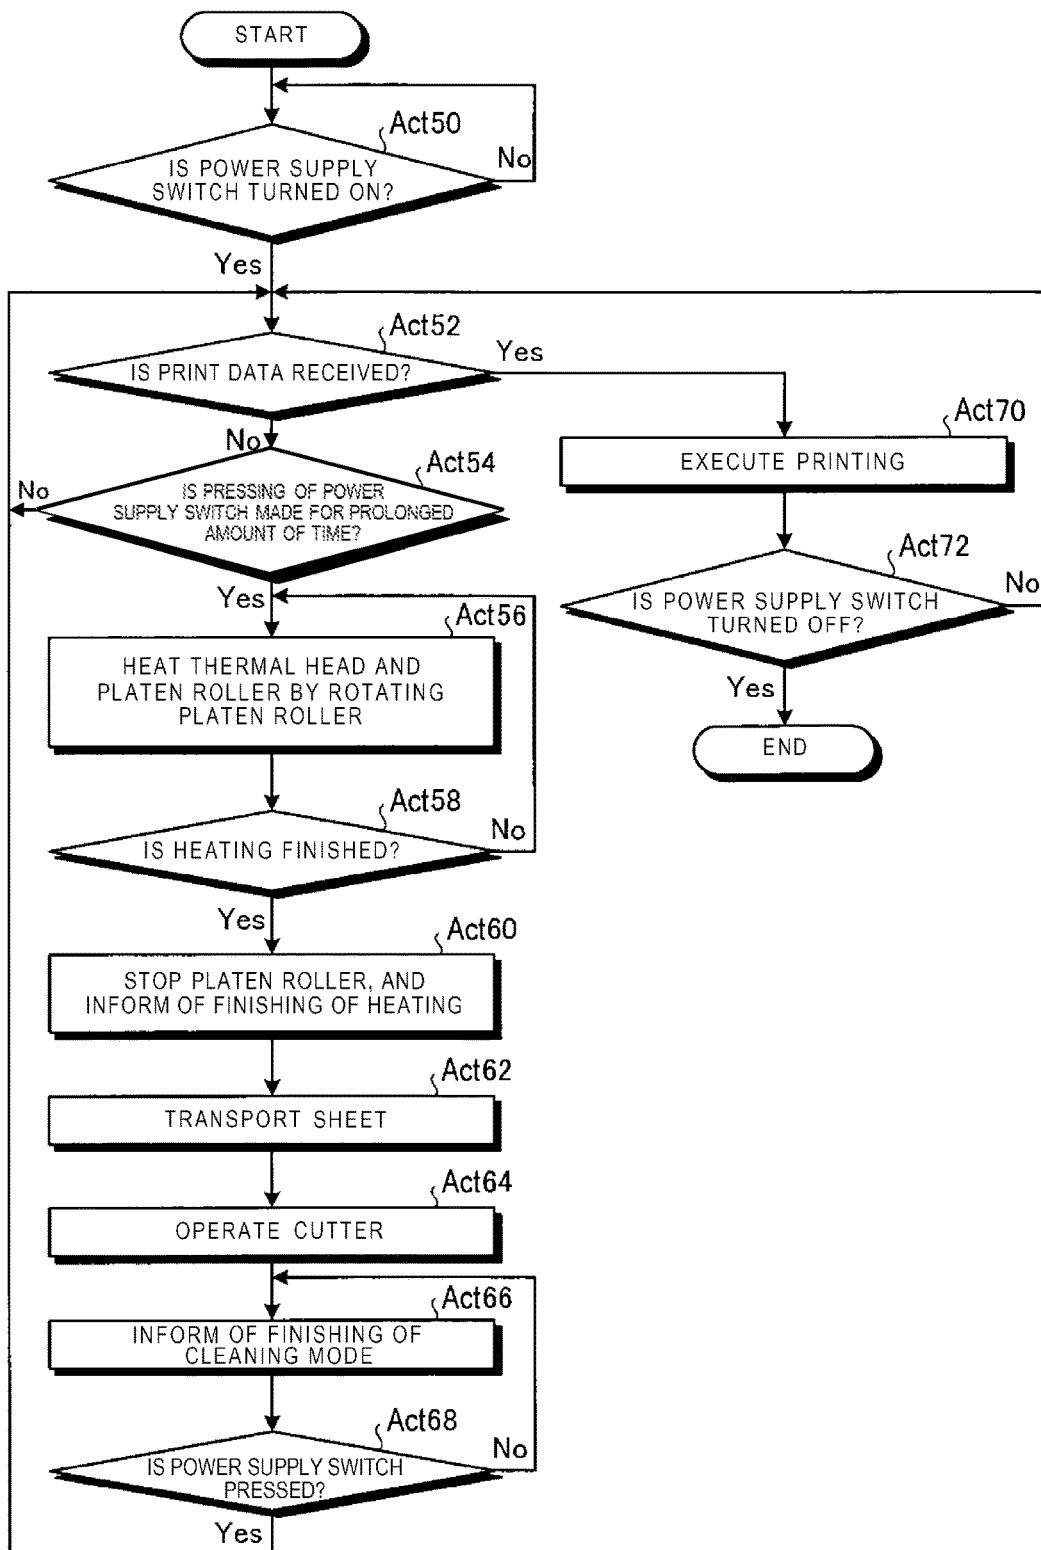 START
Act50
IS POWER SUPPLY
SWITCH TURNED ON?
No
Yes
Act52
IS PRINT DATA RECEIVED?
Yes
No
Act54
IS PRESSING OF POWER
SUPPLY SWITCH MADE FOR PROLONGED
AMOUNT OF TIME?
No
Yes
Act56
HEAT THERMAL HEAD AND
PLATEN ROLLER BY ROTATING
PLATEN ROLLER
Act58
IS HEATING FINISHED?
No
Yes
Act60
STOP PLATEN ROLLER, AND
INFORM OF FINISHING OF HEATING
Act62
TRANSPORT SHEET
Act64
OPERATE CUTTER
Act66
INFORM OF FINISHING OF
CLEANING MODE
Act68
IS POWER SUPPLY SWITCH
PRESSED?
No
Yes
Act70
EXECUTE PRINTING
Act72
IS POWER SUPPLY SWITCH
TURNED OFF?
No
Yes
END